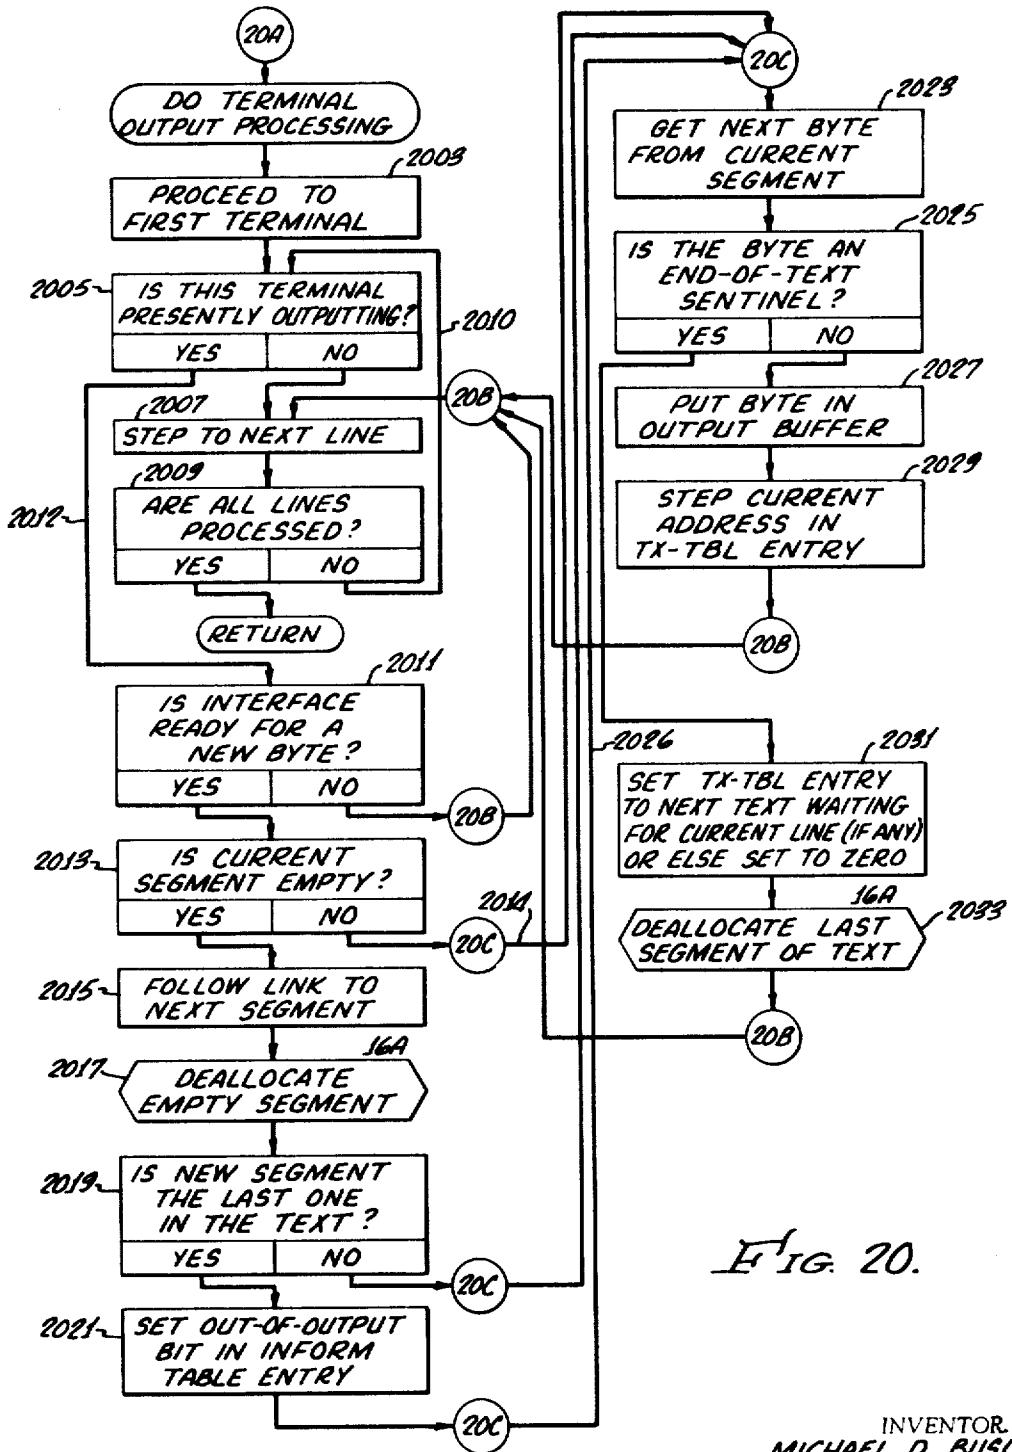 20A
DO TERMINAL
OUTPUT PROCESSING
2003
PROCEED TO
FIRST TERMINAL
2005
IS THIS TERMINAL
PRESENTLY OUTPUTTING?
YES NO
2010
2007
20B
STEP TO NEXT LINE
2009
ARE ALL LINES
PROCESSED?
YES NO
2012
RETURN
2011
IS INTERFACE
READY FOR A
NEW BYTE?
YES NO
20B
2013
IS CURRENT
SEGMENT EMPTY?
YES NO
20C
2014
2015
FOLLOW LINK TO
NEXT SEGMENT
16A
2017
DEALLOCATE
EMPTY SEGMENT
2019
IS NEW SEGMENT
THE LAST ONE
IN THE TEXT?
YES NO
20C
2021
SET OUT-OF-OUTPUT
BIT IN INFORM
TABLE ENTRY
20C
2026
20C
2023
GET NEXT BYTE
FROM CURRENT
SEGMENT
2025
IS THE BYTE AN
END-OF-TEXT
SENTINEL?
YES NO
2027
PUT BYTE IN
OUTPUT BUFFER
2029
STEP CURRENT
ADDRESS IN
TX-TBL ENTRY
20B
2031
SET TX-TBL ENTRY
TO NEXT TEXT WAITING
FOR CURRENT LINE (IF ANY)
OR ELSE SET TO ZERO
16A
2033
DEALLOCATE LAST
SEGMENT OF TEXT
20B
FIG. 20.
INVENTOR.
MICHAEL D.